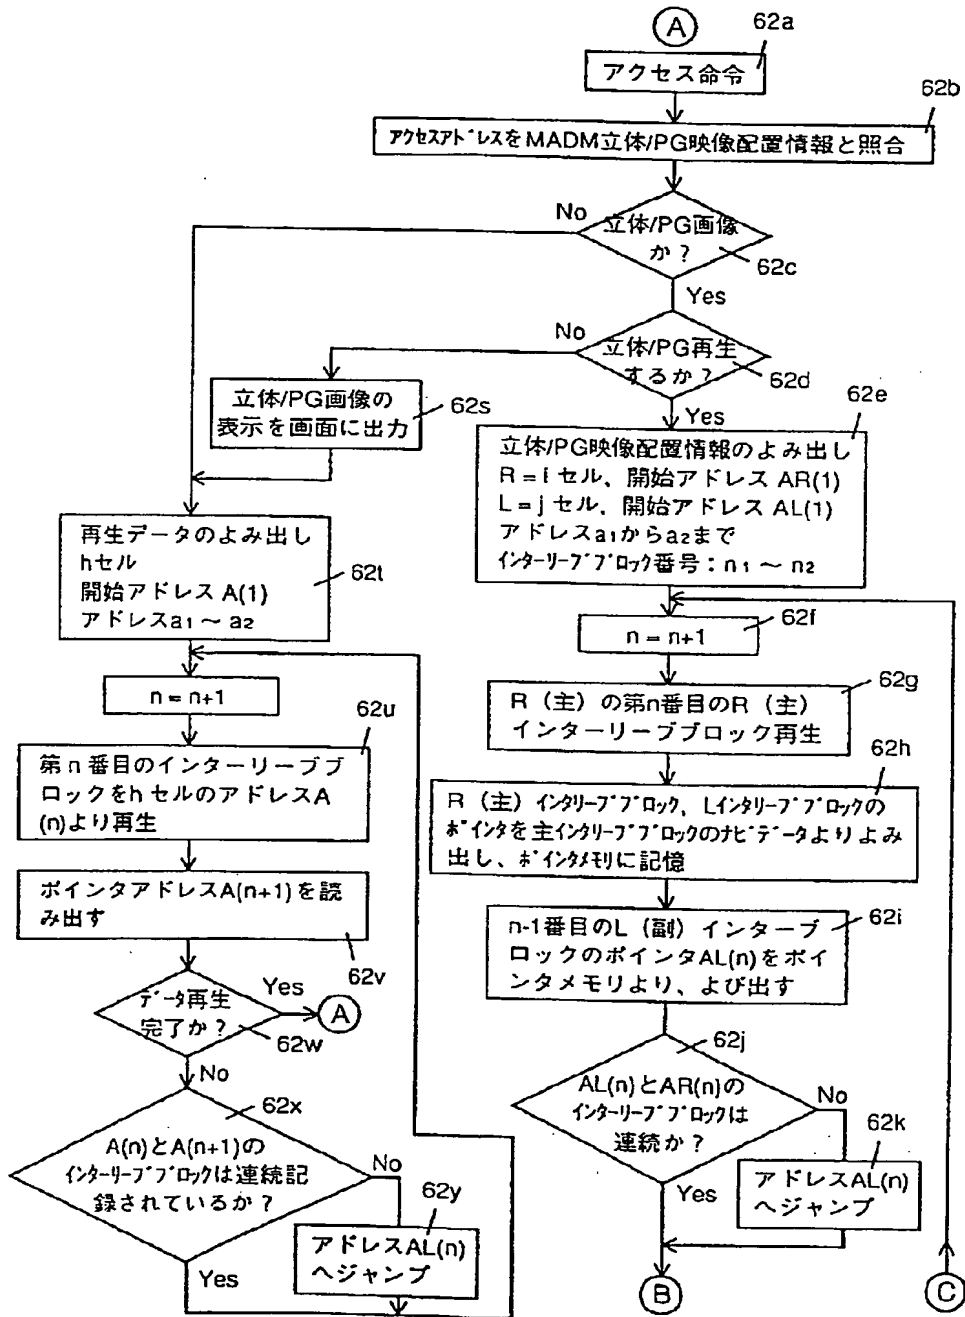 A
62a
アクセス命令
62b
アクセスアドレスをMADM立体/PG映像配置情報と照合
No
立体/PG画像
か？
62c
Yes
No
立体/PG再生
するか？
62d
Yes
立体/PG画像の
表示を画面に出力
62s
62e
立体/PG映像配置情報のよみ出し
R=iセル、開始アドレス AR(1)
L=jセル、開始アドレス AL(1)
アドレスa1からa2まで
インターリーブブロック番号：n1～n2
再生データのよみ出し
hセル
開始アドレス A(1)
アドレスa1～a2
62t
n=n+1
62f
n=n+1
62u
62g
R（主）の第n番目のR（主）
インターリーブブロック再生
第n番目のインターリーブブ
ロックをhセルのアドレスA
(n)より再生
62h
R（主）インタリーブブロック、Lインタリーブブロックの
ポインタを主インタリーブブロックのナビデータよりよみ
出し、ポインタメモリに記憶
ポインタアドレスA(n+1)を読
み出す
62v
62i
n-1番目のL（副）インターブ
ロックのポインタAL(n)をポイ
ンタメモリより、よび出す
データ再生
完了か？
62w
Yes
A
No
62j
AL(n)とAR(n)の
インターリーブブロックは
連続か？
No
62k
アドレスAL(n)
へジャンプ
Yes
62x
A(n)とA(n+1)の
インターリーブブロックは連続記
録されているか？
No
62y
アドレスAL(n)
へジャンプ
Yes
B
C